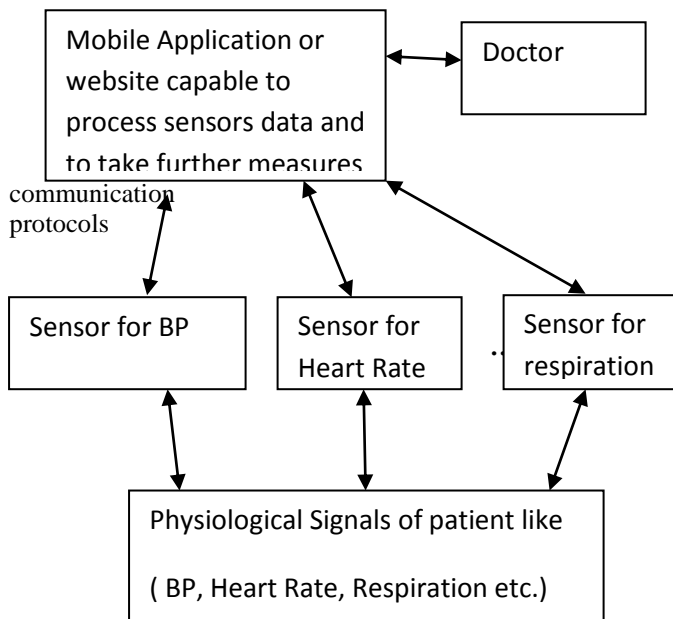 Mobile Application or
website capable to
process sensors data and
to take further measures
Doctor
communication
protocols
Sensor for BP
Sensor for
Heart Rate
..
Sensor for
respiration
Physiological Signals of patient like
( BP, Heart Rate, Respiration etc.)